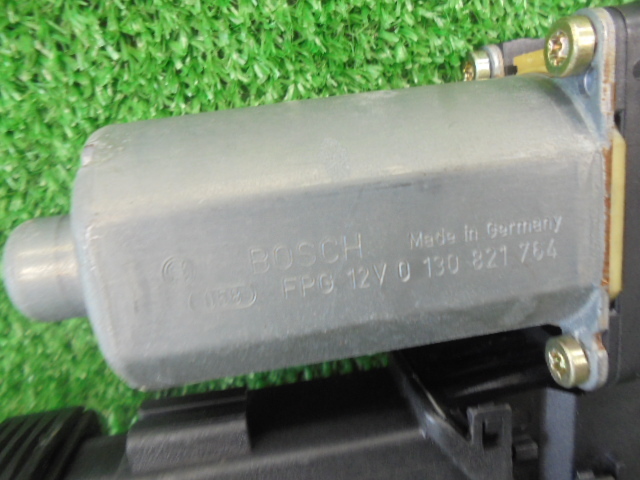 BOSCH Made in Germany
FPG 12V 0 130 821 764